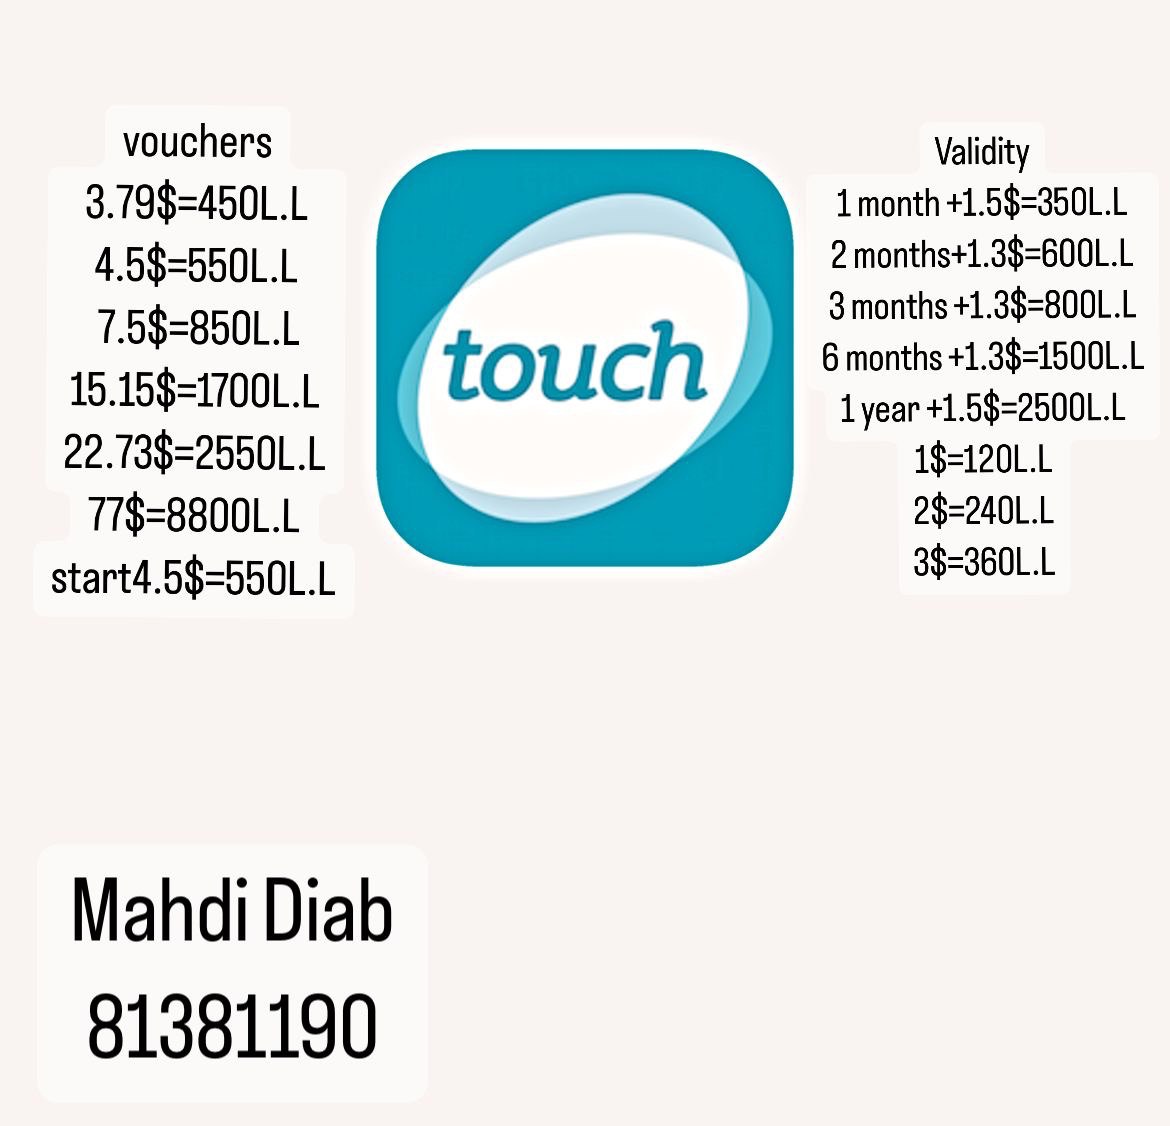 vouchers
3.79$=450L.L
4.5$=550L.L
7.5$=850L.L
15.15$=1700L.L
22.73$=2550L.L
77$=8800L.L
start4.5$=550L.L
touch
Validity
1 month +1.5$=350L.L
2 months+1.3$=600L.L
3 months +1.3$=800L.L
6 months +1.3$=1500L.L
1 year +1.5$=2500L.L
1$=120L.L
2$=240L.L
3$=360L.L
Mahdi Diab
81381190